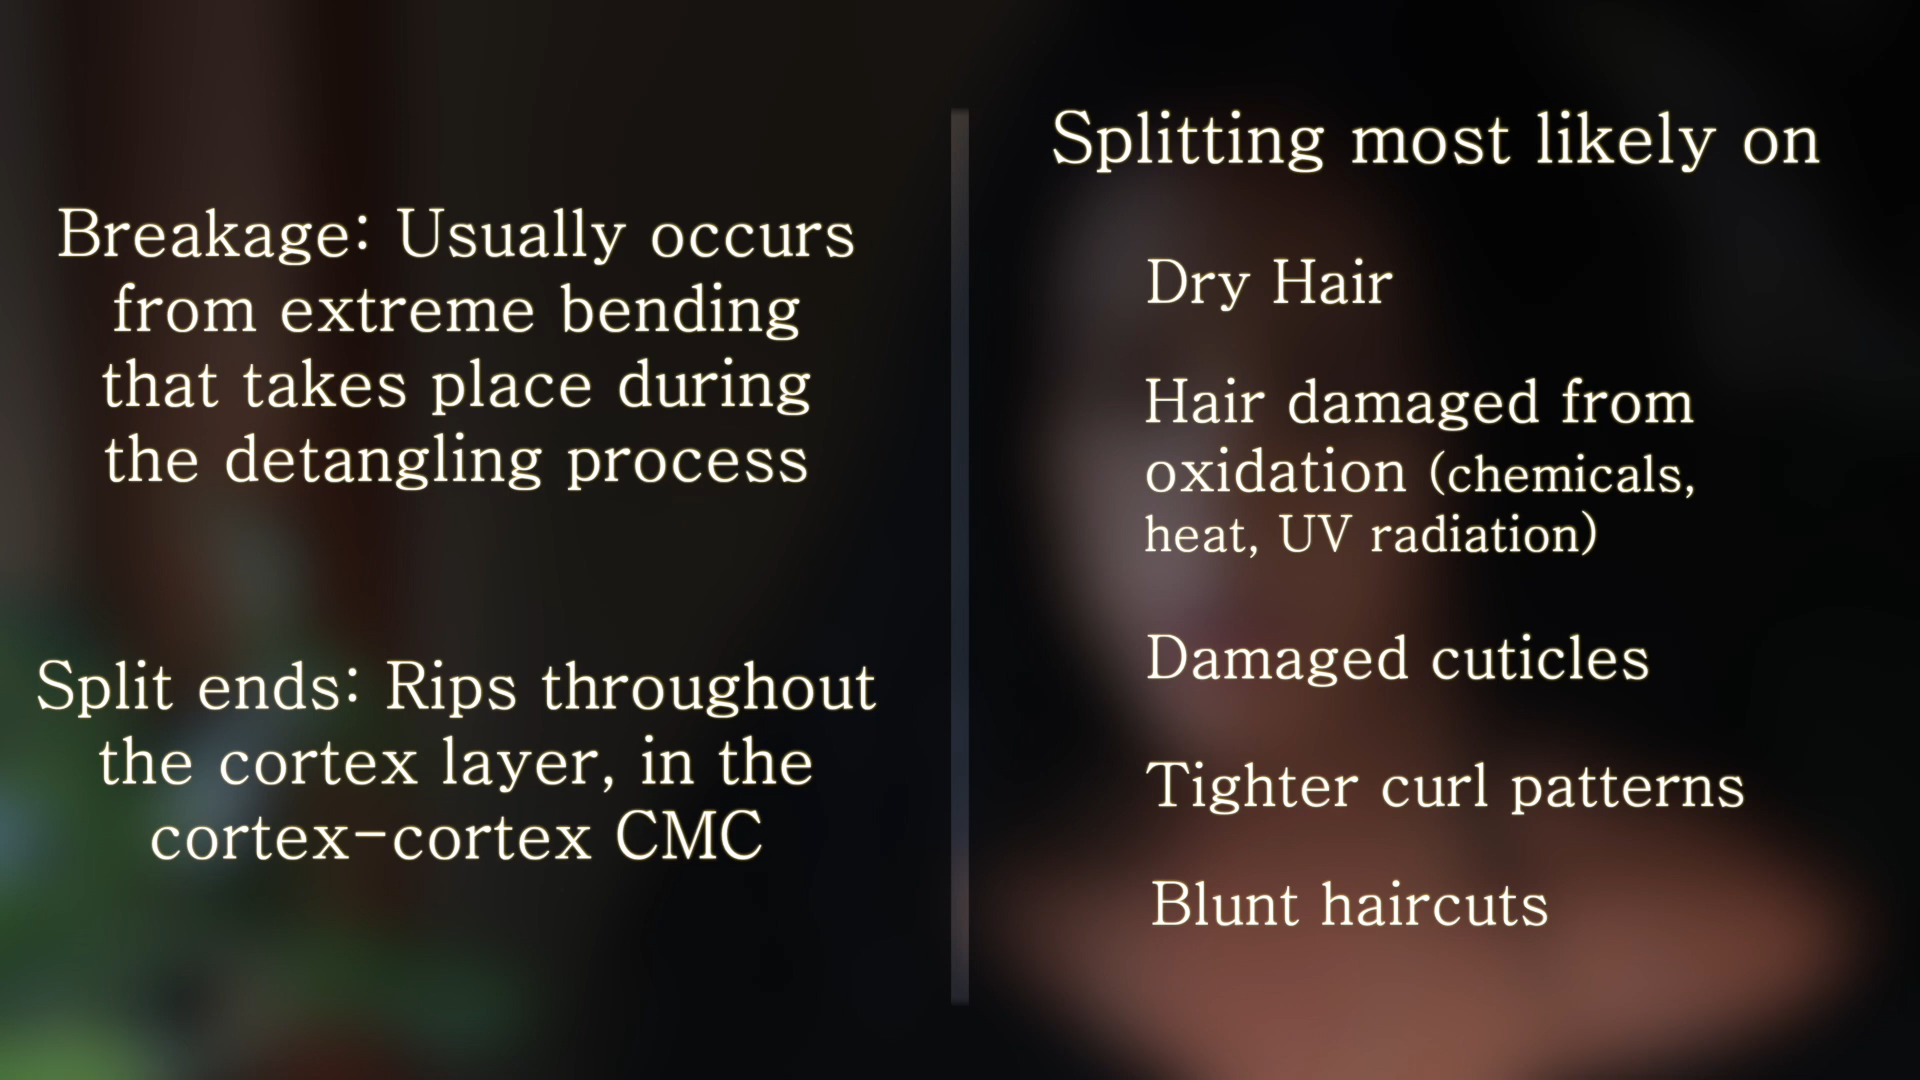 Breakage: Usually occurs
from extreme bending
that takes place during
the detangling process
Split ends: Rips throughout
the cortex layer, in the
cortex-cortex CMC
Splitting most likely on
Dry Hair
Hair damaged from
oxidation (chemicals,
heat, UV radiation)
Damaged cuticles
Tighter curl patterns
Blunt haircuts